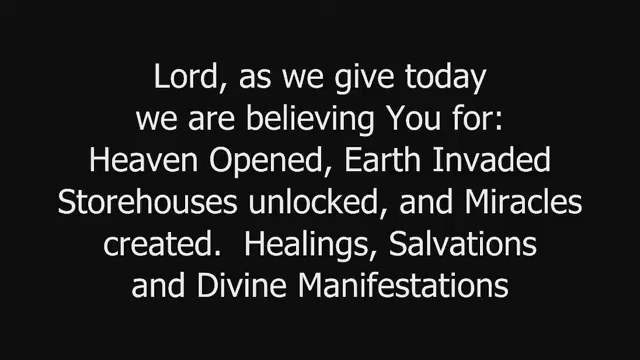 Lord, as we give today
we are believing You for:
Heaven Opened, Earth Invaded
Storehouses unlocked, and Miracles
created.  Healings, Salvations
and Divine Manifestations